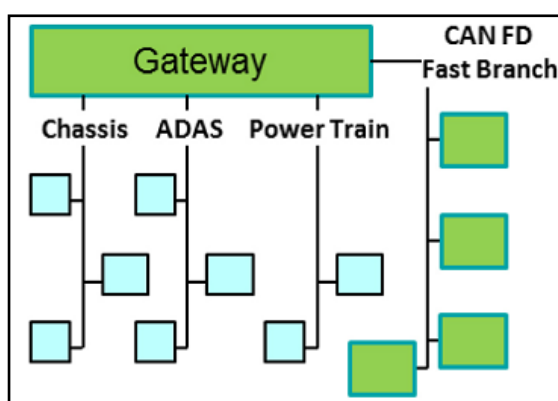 Gateway
CAN FD
Fast Branch
Chassis
ADAS
Power Train